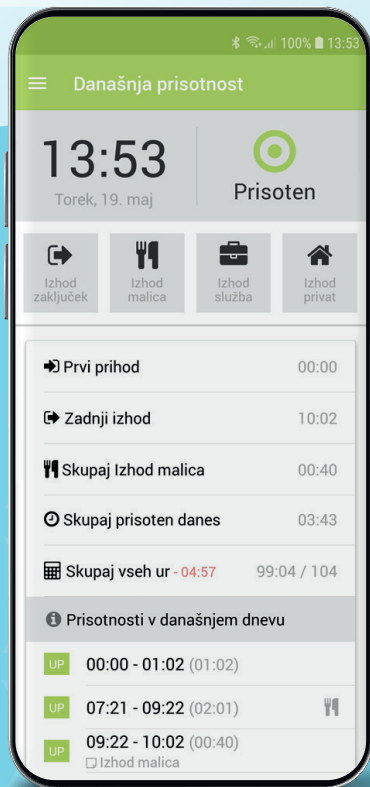 100% 13:53
Današnja prisotnost
13:53
Torek, 19. maj
Prisoten
Izhod zaključek
Izhod malica
Izhod služba
Izhod privat
Prvi prihod 00:00
Zadnji izhod 10:02
Skupaj Izhod malica 00:40
Skupaj prisoten danes 03:43
Skupaj vseh ur - 04:57 99:04 / 104
Prisotnosti v današnjem dnevu
UP 00:00 - 01:02 (01:02)
UP 07:21 - 09:22 (02:01)
UP 09:22 - 10:02 (00:40)
Izhod malica